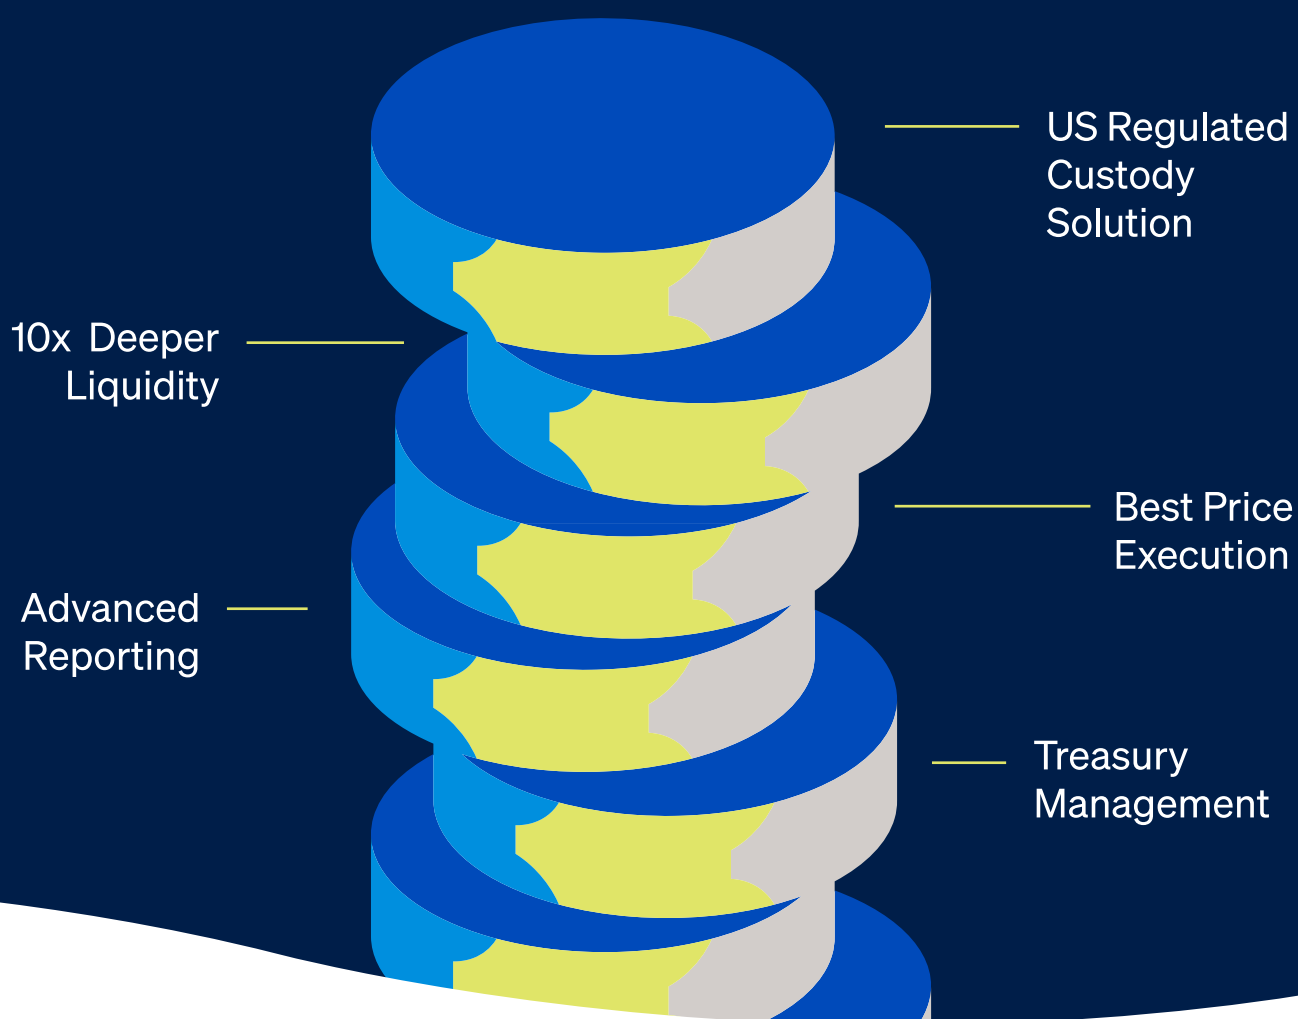 US Regulated
Custody
Solution
10x Deeper
Liquidity
Best Price
Execution
Advanced
Reporting
Treasury
Management